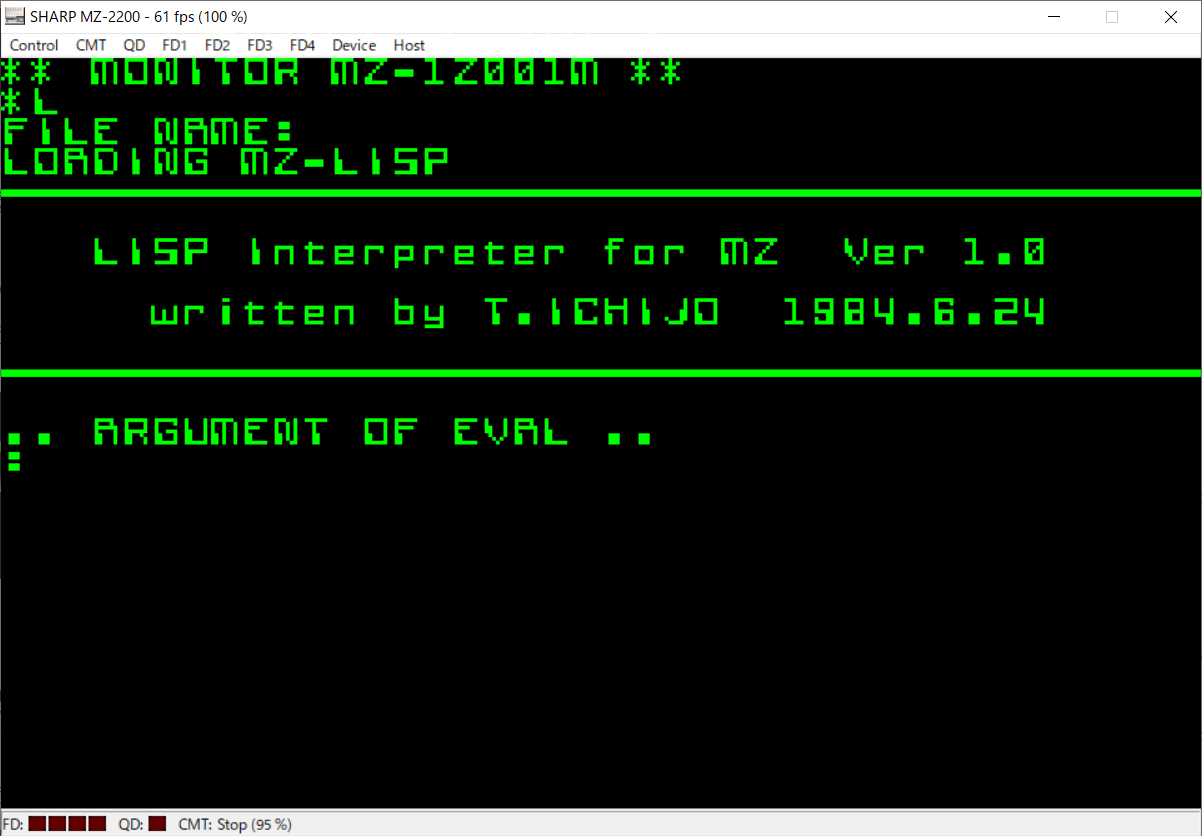 SHARP MZ-2200 - 61 fps (100 %)
Control CMT QD FD1 FD2 FD3 FD4 Device Host
** MONITOR MZ-1Z001M **
*L
FILE NAME:
LOADING MZ-LISP
LISP Interpreter for MZ Ver 1.0
written by T.ICHIJO 1984.6.24
.. ARGUMENT OF EVAL ..
:
FD: QD: CMT: Stop (95 %)